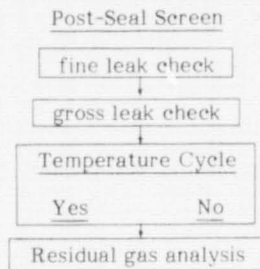 Post-Seal Screen
fine leak check
gross leak check
Temperature Cycle
Yes No
Residual gas analysis